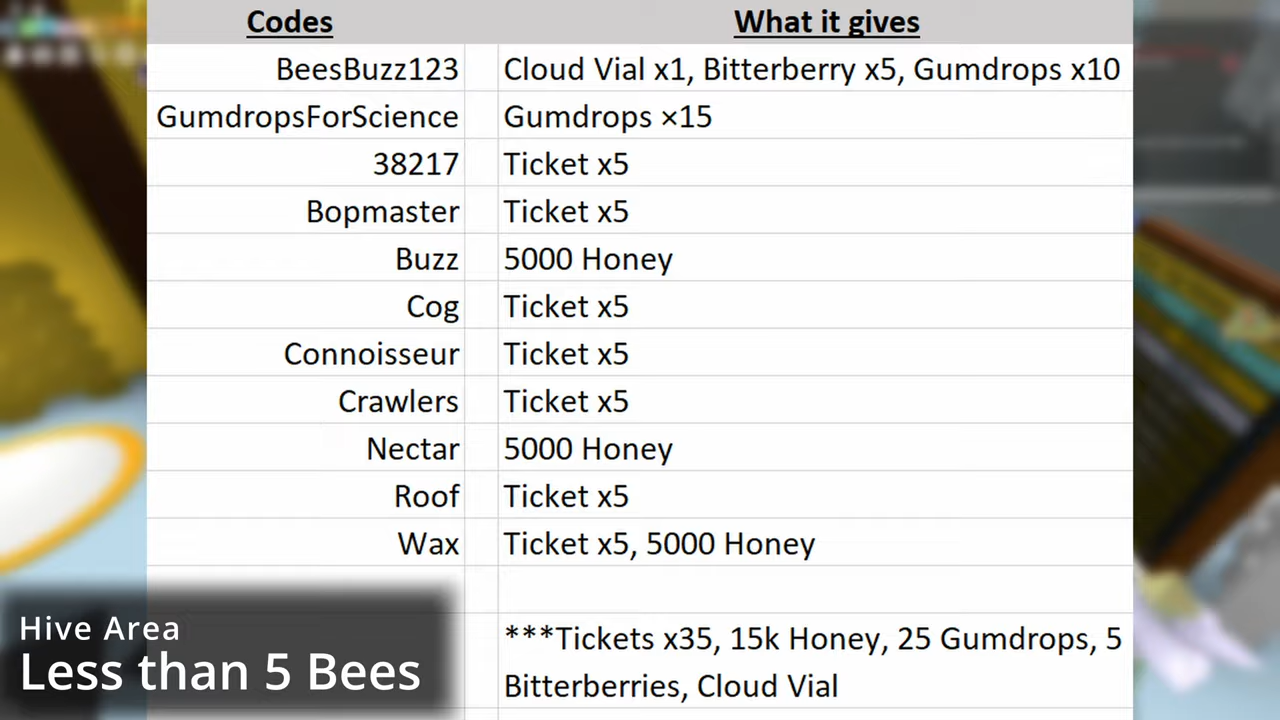 Codes What it gives
BeesBuzz123 Cloud Vial x1, Bitterberry x5, Gumdrops x10
GumdropsForScience Gumdrops ×15
38217 Ticket x5
Bopmaster Ticket x5
Buzz 5000 Honey
Cog Ticket x5
Connoisseur Ticket x5
Crawlers Ticket x5
Nectar 5000 Honey
Roof Ticket x5
Wax Ticket x5, 5000 Honey
***Tickets x35, 15k Honey, 25 Gumdrops, 5
Bitterberries, Cloud Vial
Hive Area
Less than 5 Bees